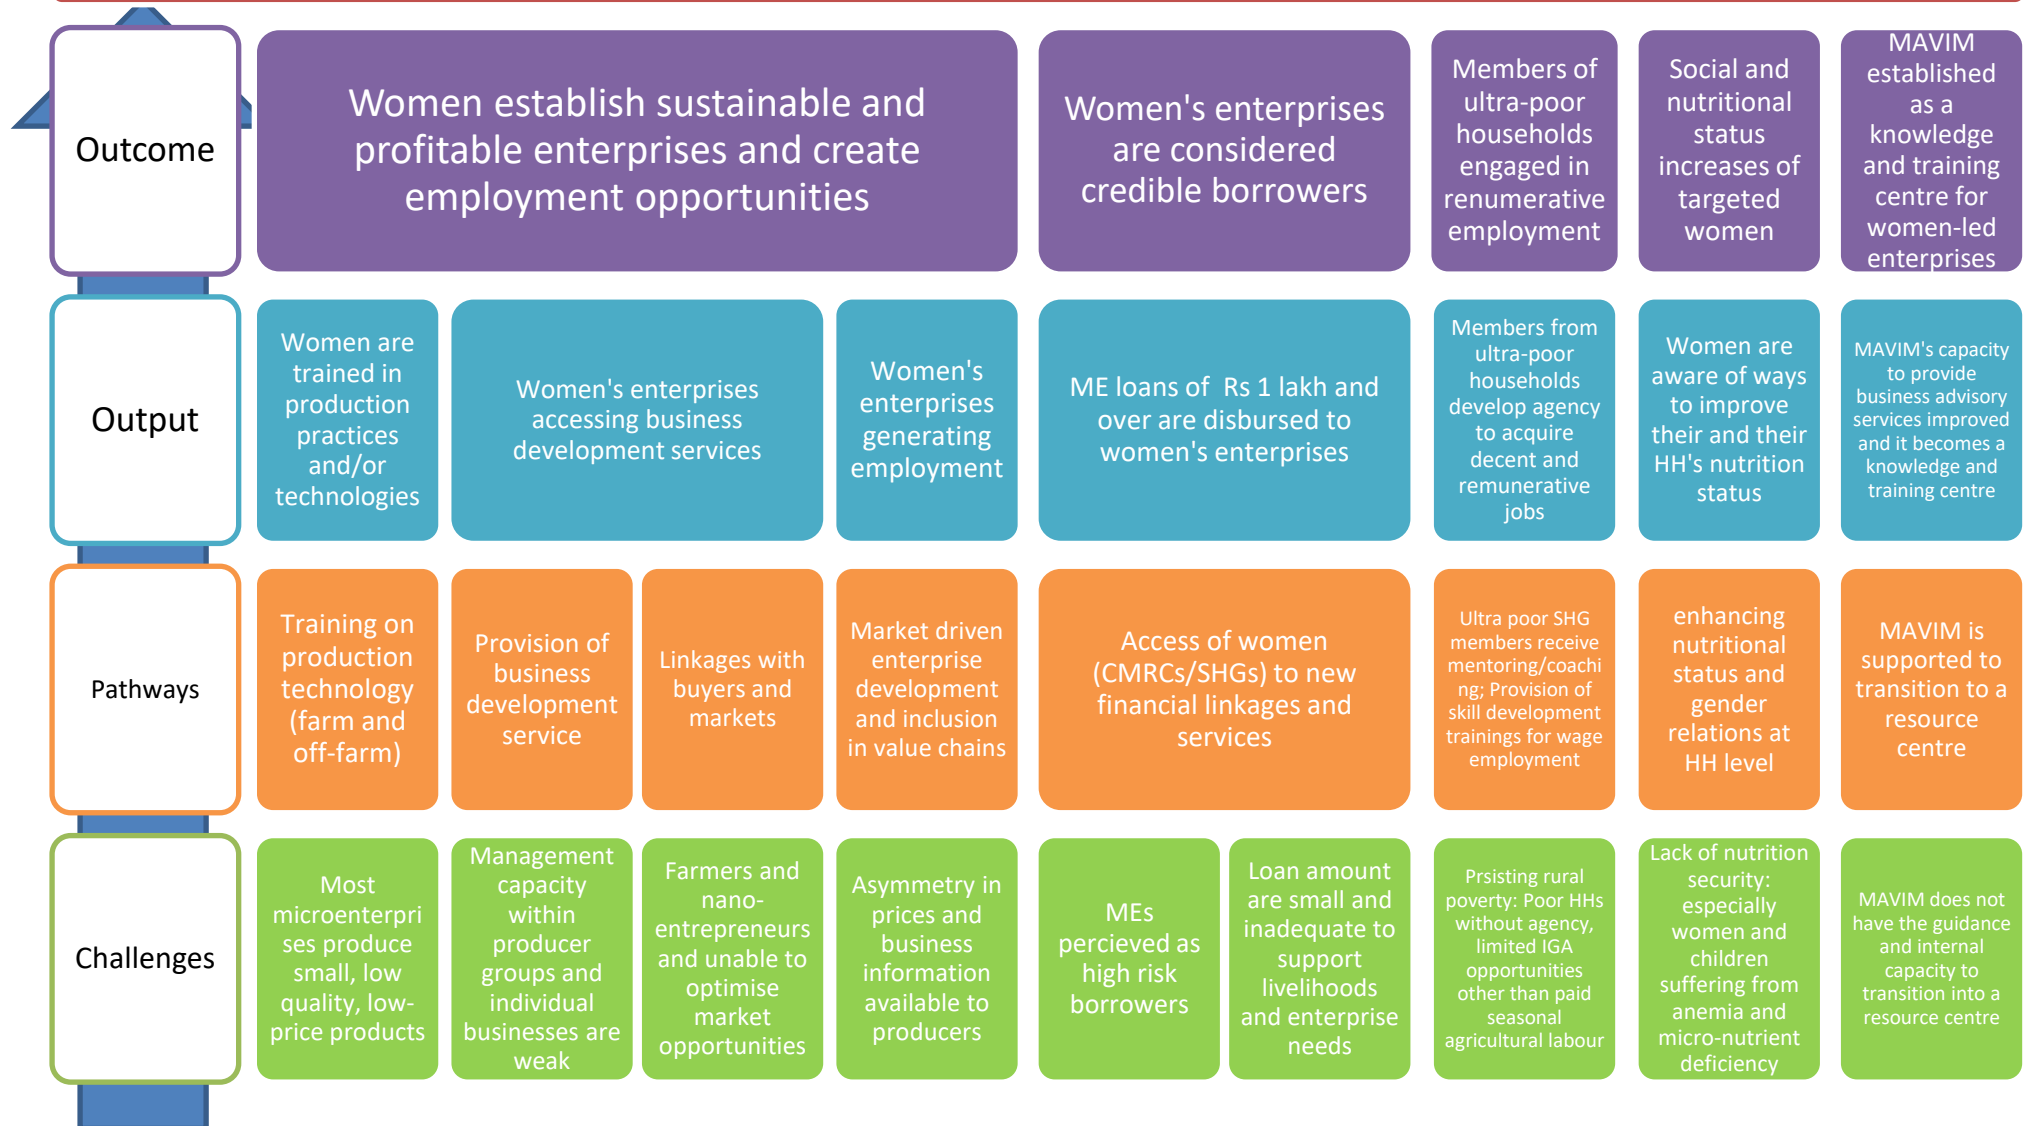 Outcome
Women establish sustainable and
profitable enterprises and create
employment opportunities
Women's enterprises
are considered
credible borrowers
Members of
ultra-poor
households
engaged in
renumerative
employment
Social and
nutritional
status
increases of
targeted
women
MAVIM
established
as a
knowledge
and training
centre for
women-led
enterprises
Output
Women are
trained in
production
practices
and/or
technologies
Women's enterprises
accessing business
development services
Women's
enterprises
generating
employment
ME loans of  Rs 1 lakh and
over are disbursed to
women's enterprises
Members from
ultra-poor
households
develop agency
to acquire
decent and
remunerative
jobs
Women are
aware of ways
to improve
their and their
HH's nutrition
status
MAVIM's capacity
to provide
business advisory
services improved
and it becomes a
knowledge and
training centre
Pathways
Training on
production
technology
(farm and
off-farm)
Provision of
business
development
service
Linkages with
buyers and
markets
Market driven
enterprise
development
and inclusion
in value chains
Access of women
(CMRCs/SHGs) to new
financial linkages and
services
Ultra poor SHG
members receive
mentoring/coachi
ng; Provision of
skill development
trainings for wage
employment
enhancing
nutritional
status and
gender
relations at
HH level
MAVIM is
supported to
transition to a
resource
centre
Challenges
Most
microenterpri
ses produce
small, low
quality, low-
price products
Management
capacity
within
producer
groups and
individual
businesses are
weak
Farmers and
nano-
entrepreneurs
and unable to
optimise
market
opportunities
Asymmetry in
prices and
business
information
available to
producers
MEs
percieved as
high risk
borrowers
Loan amount
are small and
inadequate to
support
livelihoods
and enterprise
needs
Prsisting rural
poverty: Poor HHs
without agency,
limited IGA
opportunities
other than paid
seasonal
agricultural labour
Lack of nutrition
security:
especially
women and
children
suffering from
anemia and
micro-nutrient
deficiency
MAVIM does not
have the guidance
and internal
capacity to
transition into a
resource centre